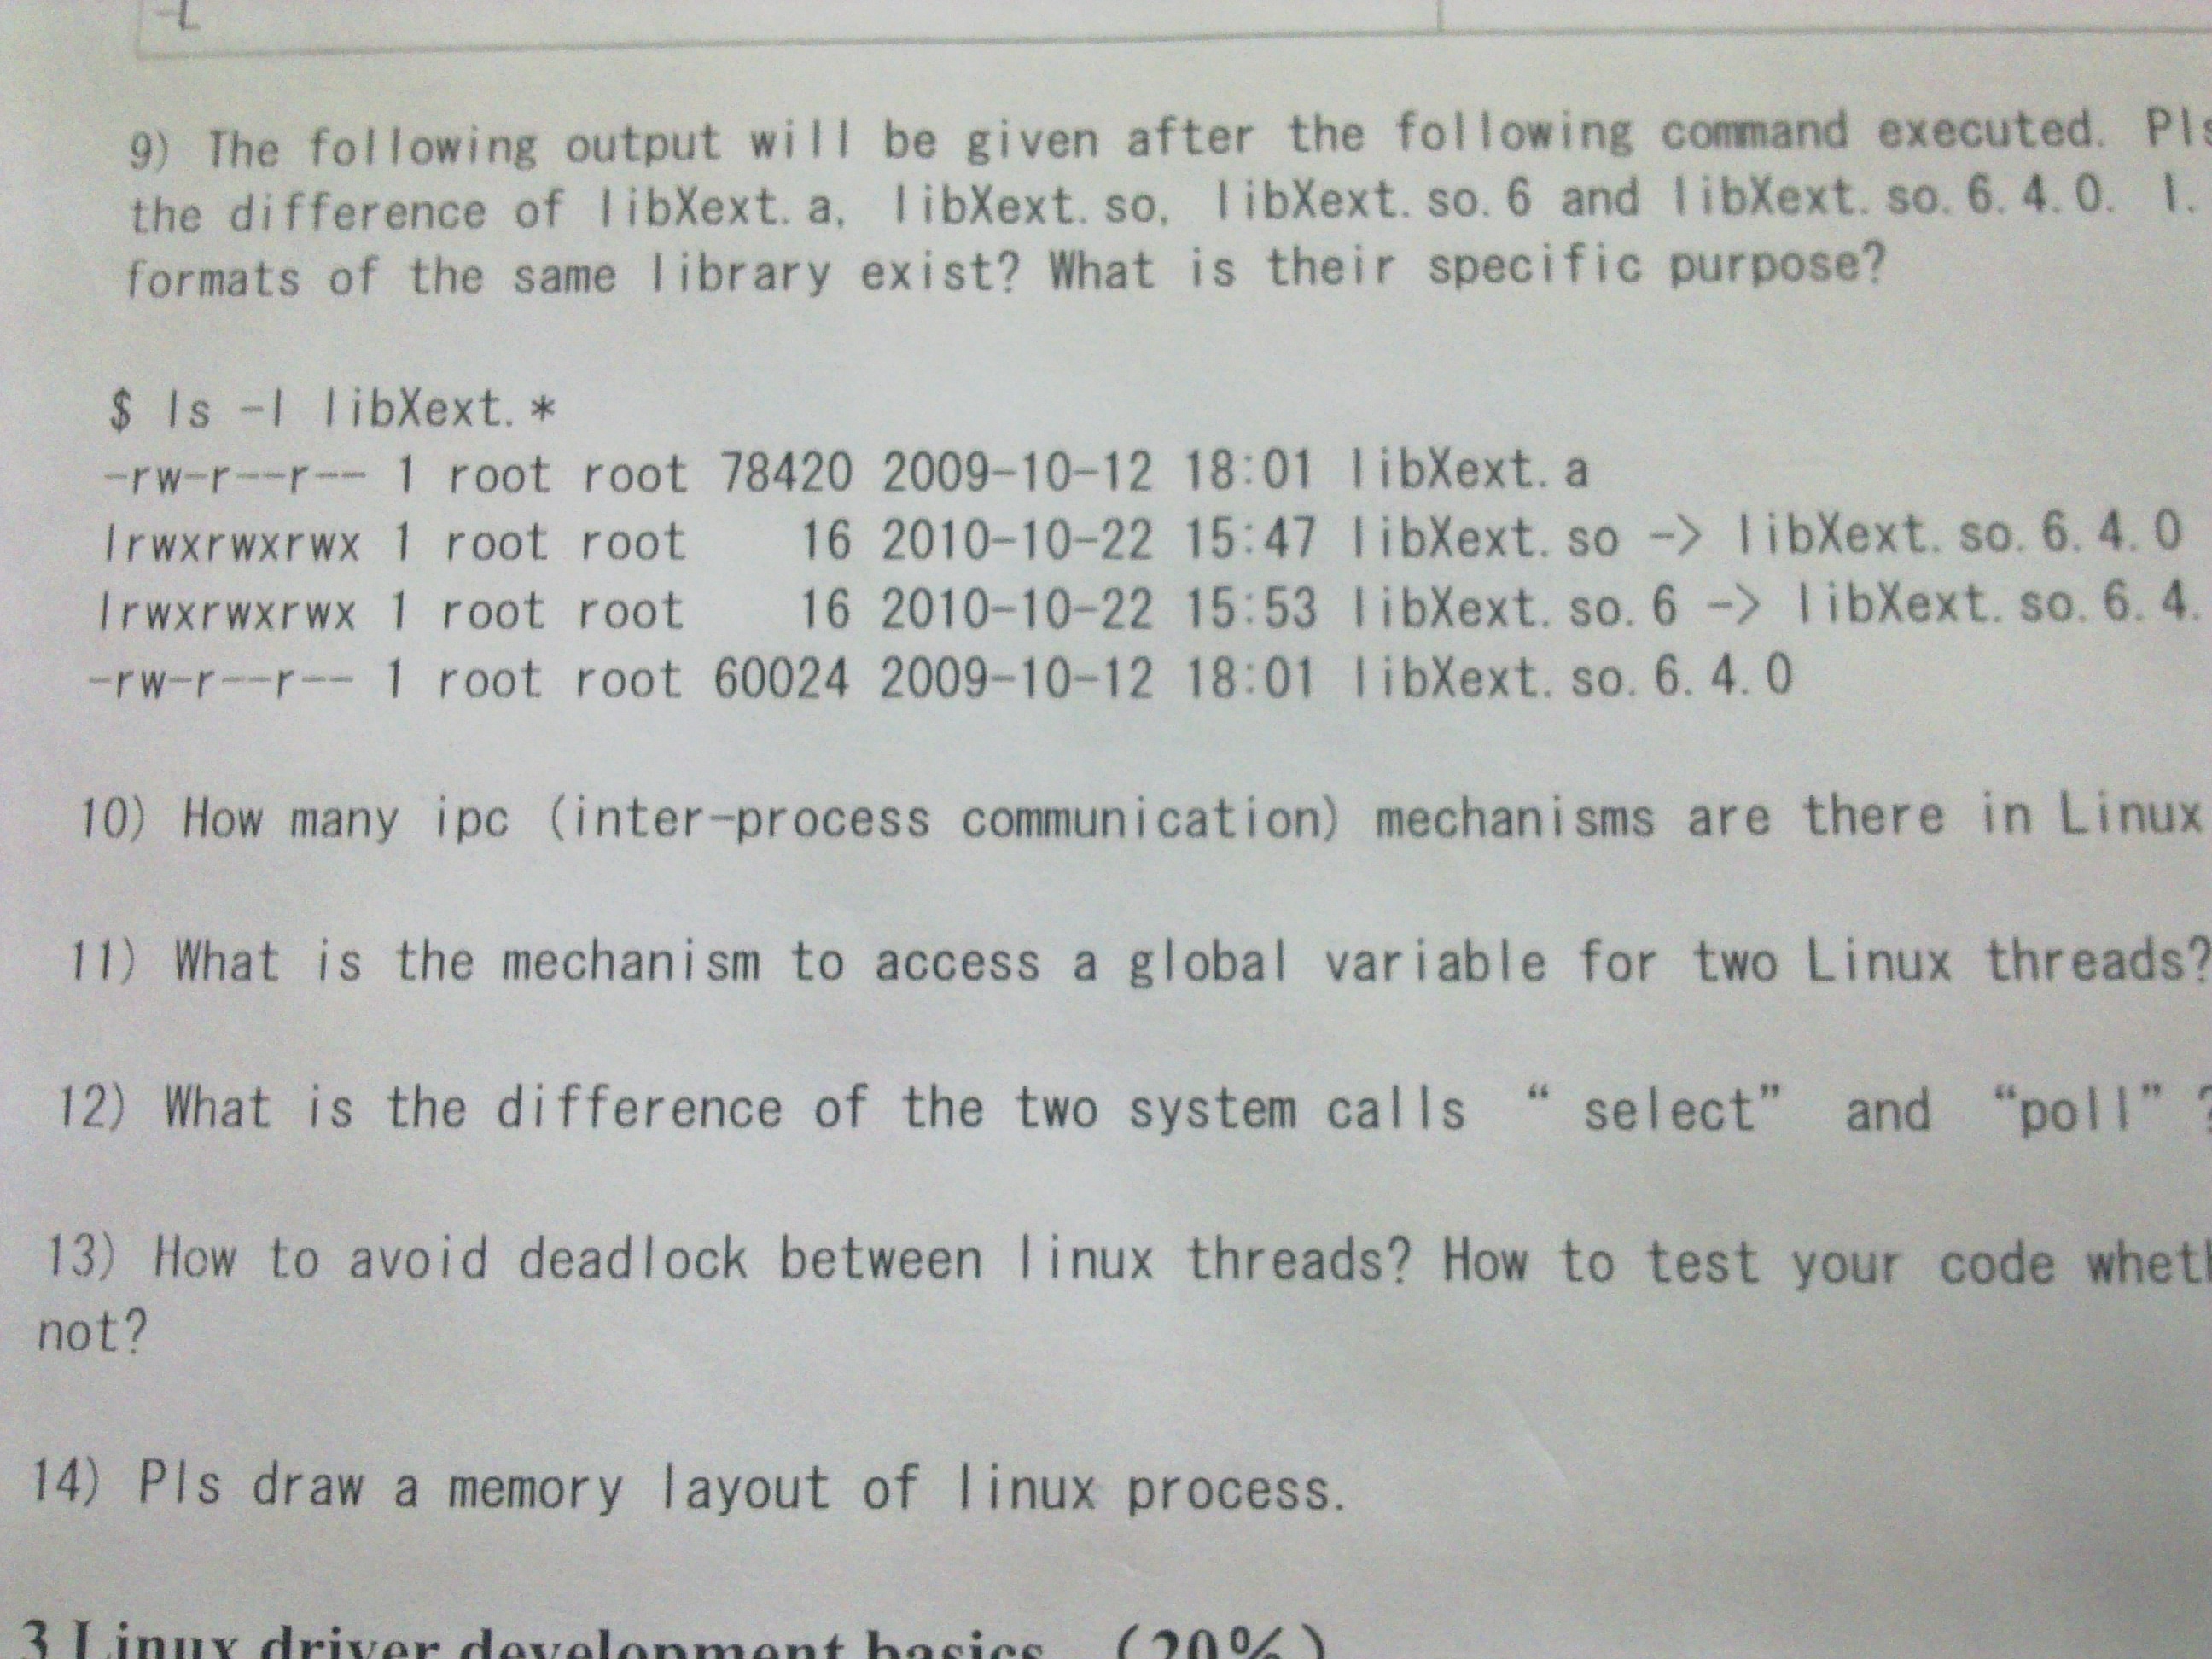 9) The following output will be given after the following command executed. Pls
the difference of libXext.a, libXext.so, libXext.so.6 and libXext.so.6.4.0. I.
formats of the same library exist? What is their specific purpose?
$ ls -l libXext.*
-rw-r--r-- 1 root root 78420 2009-10-12 18:01 libXext.a
lrwxrwxrwx 1 root root 16 2010-10-22 15:47 libXext.so -> libXext.so.6.4.0
lrwxrwxrwx 1 root root 16 2010-10-22 15:53 libXext.so.6 -> libXext.so.6.4.
-rw-r--r-- 1 root root 60024 2009-10-12 18:01 libXext.so.6.4.0
10) How many ipc (inter-process communication) mechanisms are there in Linux
11) What is the mechanism to access a global variable for two Linux threads?
12) What is the difference of the two system calls “ select” and “poll” ?
13) How to avoid deadlock between linux threads? How to test your code wheth
not?
14) Pls draw a memory layout of linux process.
3 Linux driver development basics (20%)